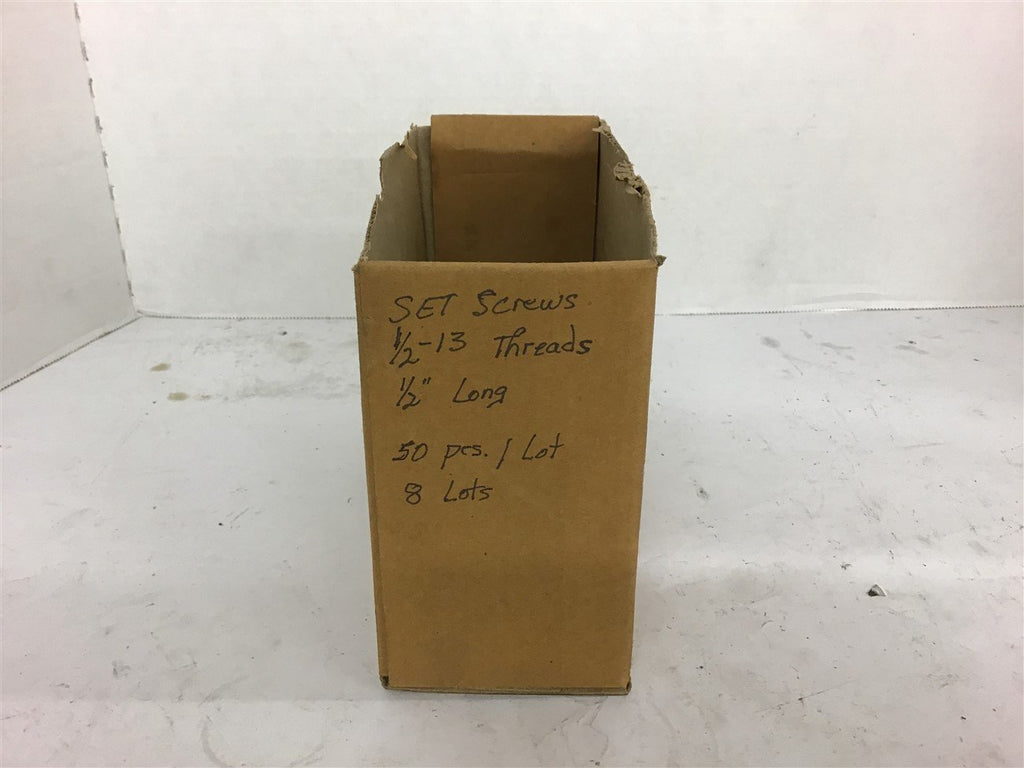 SET Screws
1/2-13 Threads
1/2" Long
50 pcs. / Lot
8 Lots